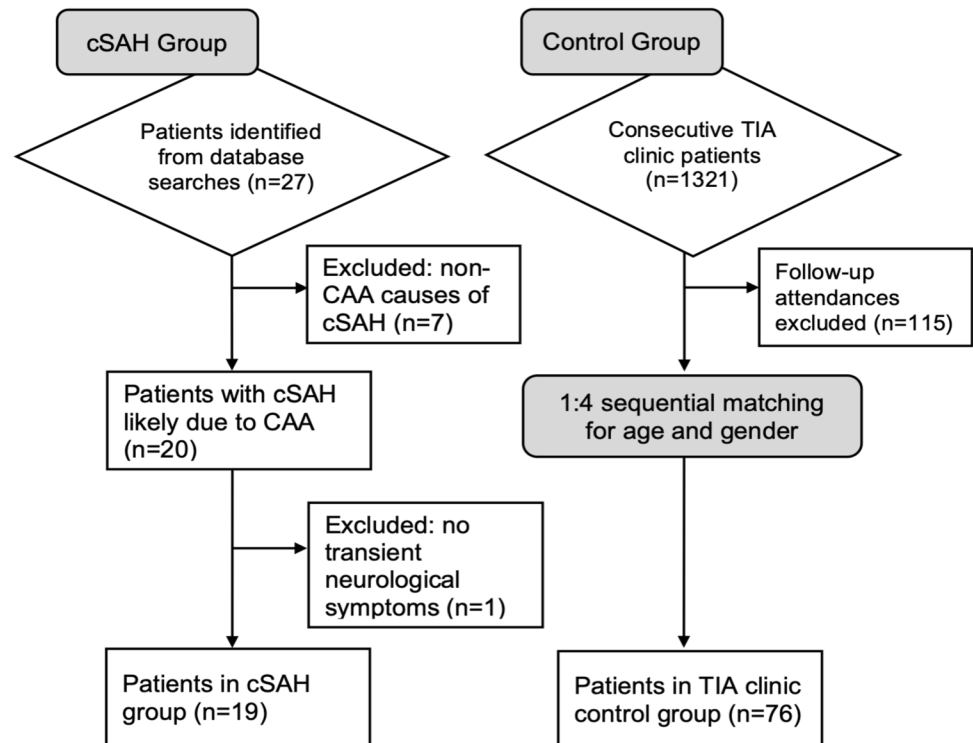 cSAH Group
Patients identified
from database
searches (n=27)
Excluded: non-
CAA causes of
cSAH (n=7)
Patients with cSAH
likely due to CAA
(n=20)
Excluded: no
transient
neurological
symptoms (n=1)
Patients in cSAH
group (n=19)
Control Group
Consecutive TIA
clinic patients
(n=1321)
Follow-up
attendances
excluded (n=115)
1:4 sequential matching
for age and gender
Patients in TIA clinic
control group (n=76)